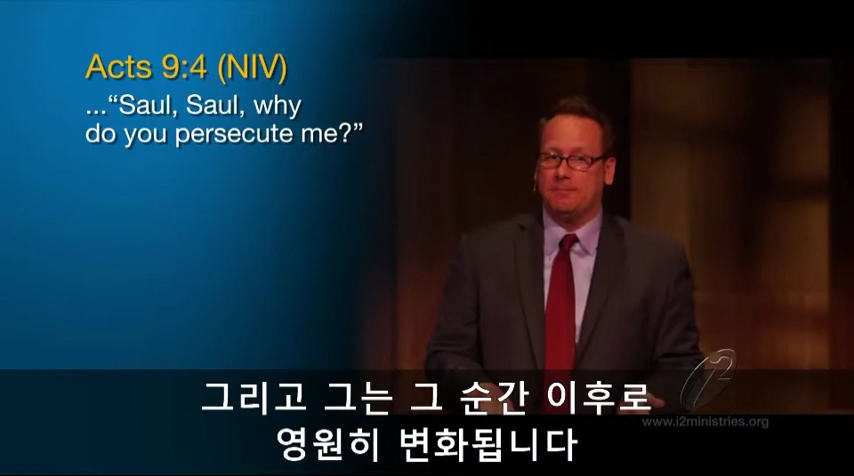 Acts 9:4 (NIV)
...“Saul, Saul, why
do you persecute me?”
i2
www.i2ministries.org
그리고 그는 그 순간 이후로
영원히 변화됩니다